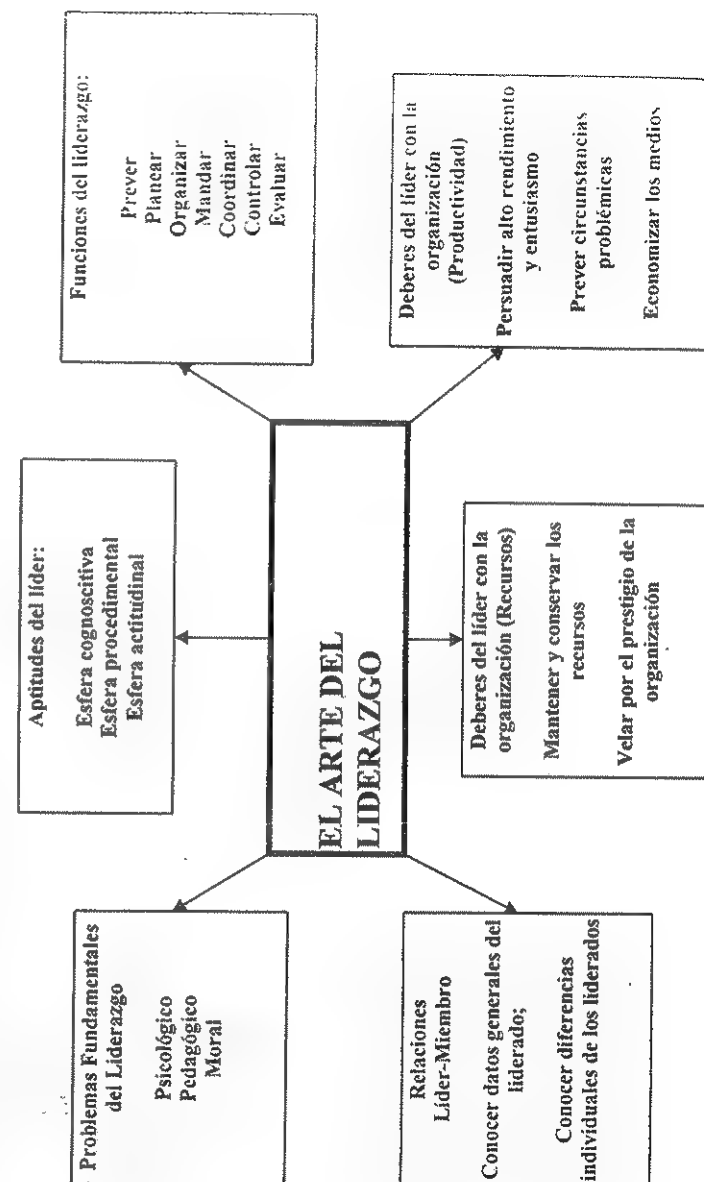 Problemas Fundamentales
del Liderazgo
Psicológico
Pedagógico
Moral
Aptitudes del líder:
Esfera cognoscitiva
Esfera procedimental
Esfera actitudinal
Funciones del liderazgo:
Prever
Planear
Organizar
Mandar
Coordinar
Controlar
Evaluar
EL ARTE DEL
LIDERAZGO
Relaciones
Líder-Miembro
Conocer datos generales del
liderado;
Conocer diferencias
individuales de los liderados
Deberes del líder con la
organización (Recursos)
Mantener y conservar los
recursos
Velar por el prestigio de la
organización
Deberes del líder con la
organización
(Productividad)
Persuadir alto rendimiento
y entusiasmo
Prever circunstancias
problémicas
Economizar los medios